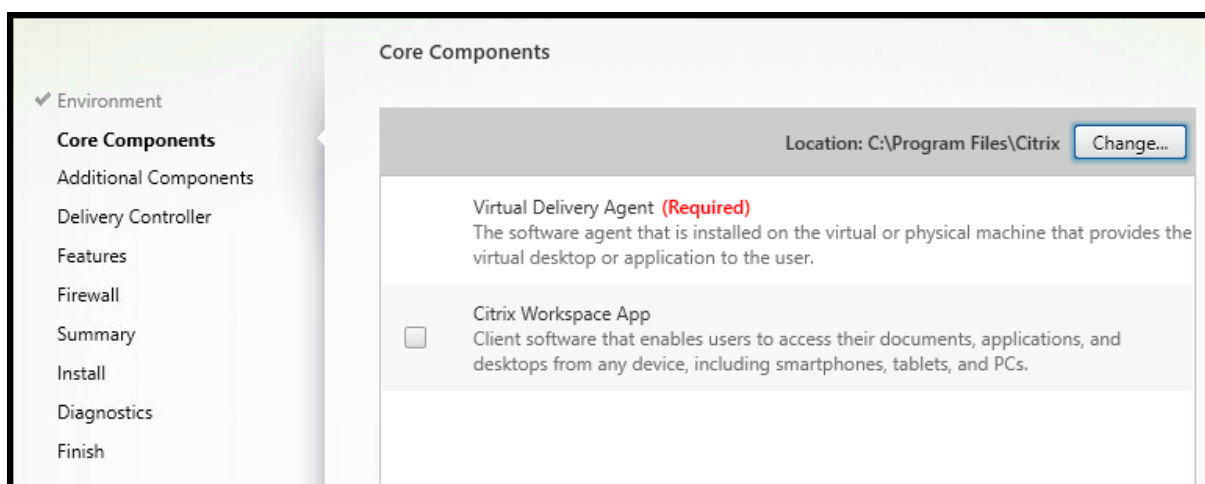 Core Components
Environment
Core Components
Additional Components
Delivery Controller
Features
Firewall
Summary
Install
Diagnostics
Finish
Location: C:\Program Files\Citrix Change...
Virtual Delivery Agent (Required)
The software agent that is installed on the virtual or physical machine that provides the
virtual desktop or application to the user.
Citrix Workspace App
Client software that enables users to access their documents, applications, and
desktops from any device, including smartphones, tablets, and PCs.